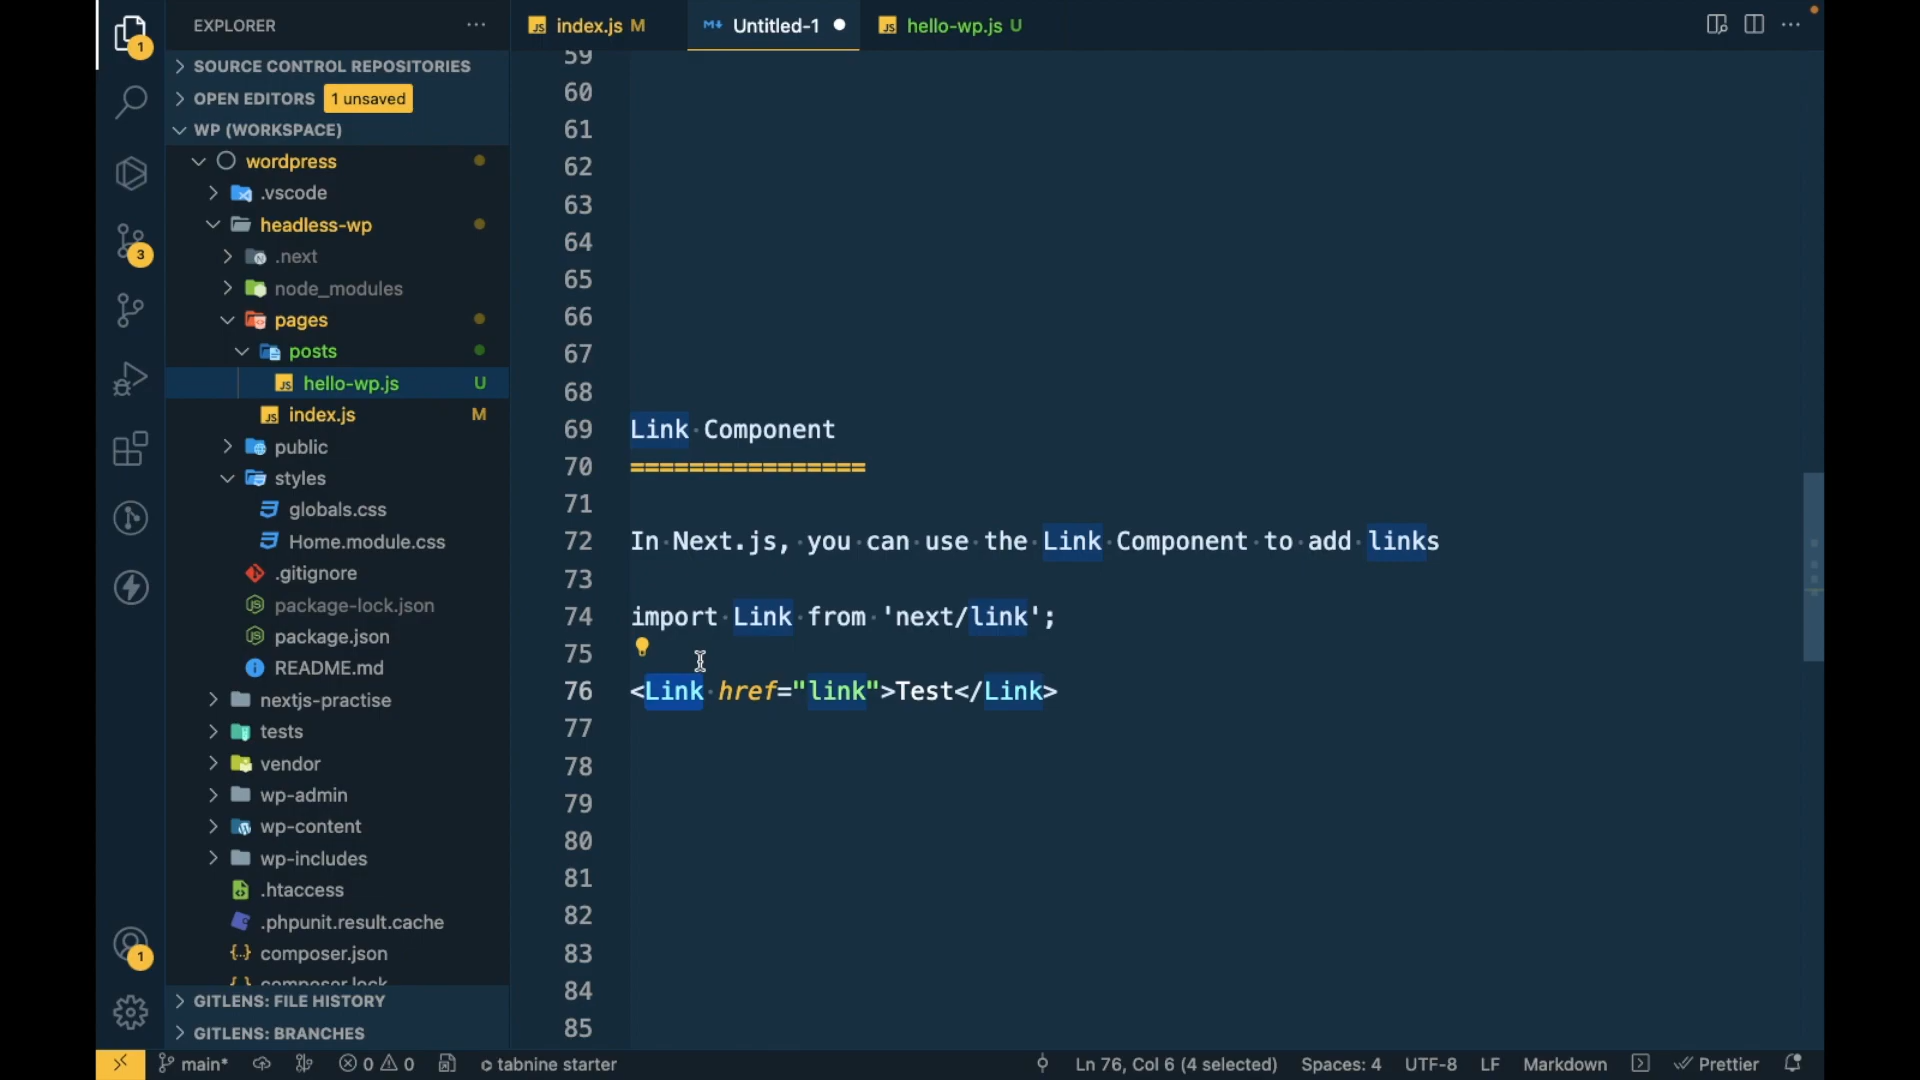 EXPLORER
SOURCE CONTROL REPOSITORIES
OPEN EDITORS 1 unsaved
WP (WORKSPACE)
wordpress
.vscode
headless-wp
.next
node_modules
pages
posts
hello-wp.js U
index.js M
public
styles
globals.css
Home.module.css
.gitignore
package-lock.json
package.json
README.md
nextjs-practise
tests
vendor
wp-admin
wp-content
wp-includes
.htaccess
.phpunit.result.cache
composer.json
composer.lock
GITLENS: FILE HISTORY
GITLENS: BRANCHES
1
3
1
index.js M
Untitled-1
hello-wp.js U
59
60
61
62
63
64
65
66
67
68
69 Link Component
70 ================
71
72 In Next.js, you can use the Link Component to add links
73
74 import Link from 'next/link';
75
76 <Link href="link">Test</Link>
77
78
79
80
81
82
83
84
85
main* 0 0 tabnine starter Ln 76, Col 6 (4 selected) Spaces: 4 UTF-8 LF Markdown Prettier